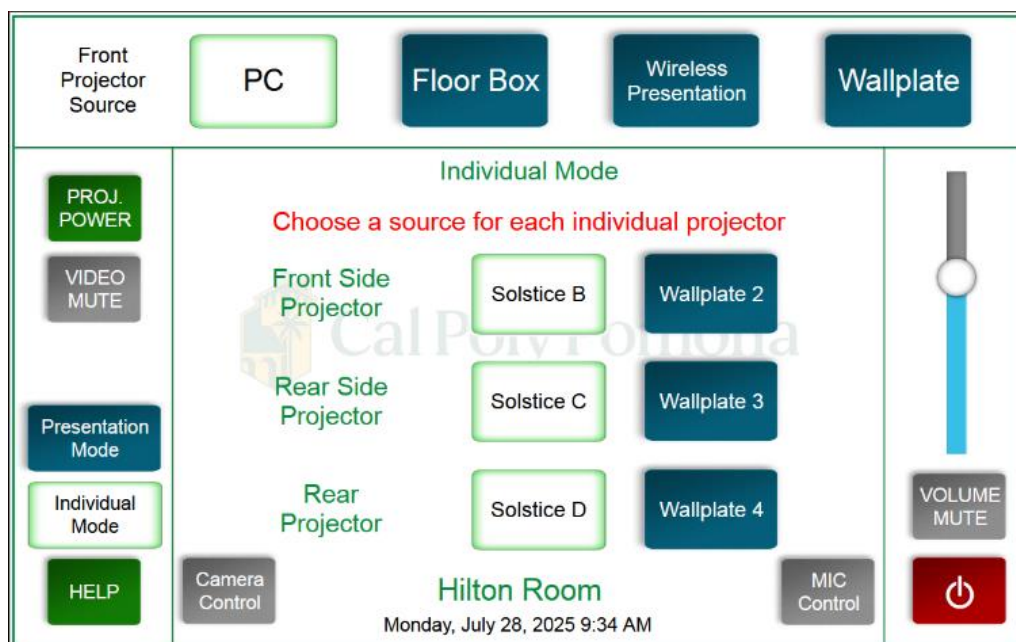 Front
Projector
Source
PC
Floor Box
Wireless
Presentation
Wallplate
PROJ.
POWER
VIDEO
MUTE
Presentation
Mode
Individual
Mode
HELP
Individual Mode
Choose a source for each individual projector
Front Side
Projector
Solstice B
Wallplate 2
Cal Poly Pomona
Rear Side
Projector
Solstice C
Wallplate 3
Rear
Projector
Solstice D
Wallplate 4
Camera
Control
Hilton Room
Monday, July 28, 2025 9:34 AM
MIC
Control
VOLUME
MUTE